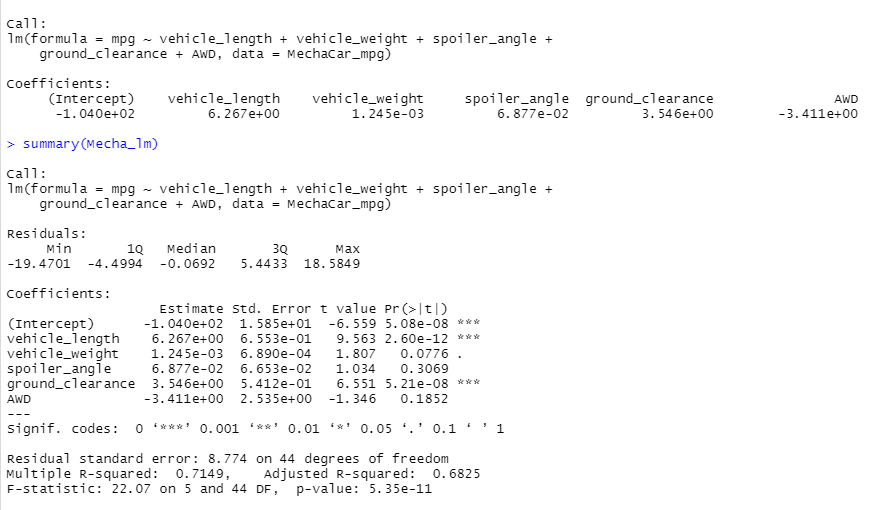 Call:
lm(formula = mpg ~ vehicle_length + vehicle_weight + spoiler_angle +
    ground_clearance + AWD, data = MechaCar_mpg)
Coefficients:
     (Intercept)    vehicle_length    vehicle_weight     spoiler_angle  ground_clearance               AWD
      -1.040e+02         6.267e+00         1.245e-03         6.877e-02         3.546e+00        -3.411e+00
> summary(Mecha_lm)
Call:
lm(formula = mpg ~ vehicle_length + vehicle_weight + spoiler_angle +
    ground_clearance + AWD, data = MechaCar_mpg)
Residuals:
     Min       1Q   Median       3Q      Max
-19.4701  -4.4994  -0.0692   5.4433  18.5849
Coefficients:
                   Estimate Std. Error t value Pr(>|t|)
(Intercept)      -1.040e+02  1.585e+01  -6.559 5.08e-08 ***
vehicle_length    6.267e+00  6.553e-01   9.563 2.60e-12 ***
vehicle_weight    1.245e-03  6.890e-04   1.807   0.0776 .
spoiler_angle     6.877e-02  6.653e-02   1.034   0.3069
ground_clearance  3.546e+00  5.412e-01   6.551 5.21e-08 ***
AWD              -3.411e+00  2.535e+00  -1.346   0.1852
---
Signif. codes:  0 ‘***’ 0.001 ‘**’ 0.01 ‘*’ 0.05 ‘.’ 0.1 ‘ ’ 1
Residual standard error: 8.774 on 44 degrees of freedom
Multiple R-squared:  0.7149,    Adjusted R-squared:  0.6825
F-statistic: 22.07 on 5 and 44 DF,  p-value: 5.35e-11